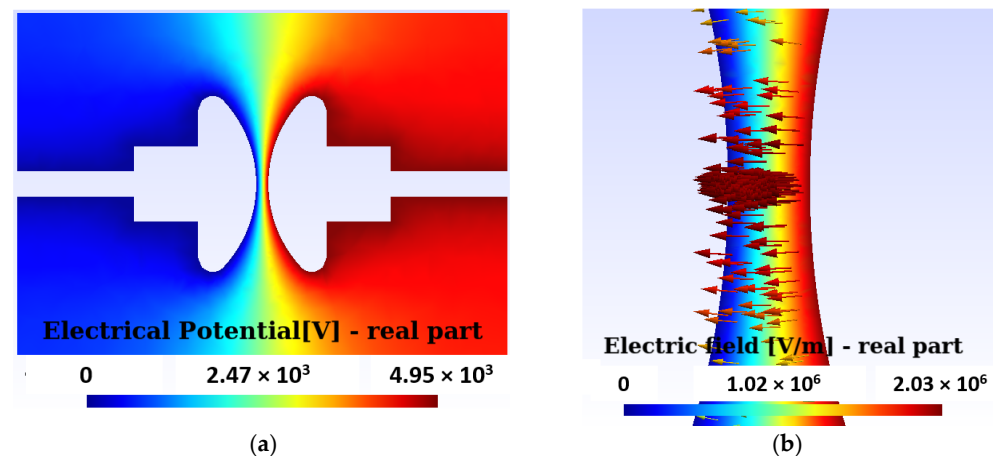 Electrical Potential[V] - real part
0 2.47 × 10³ 4.95 × 10³
(a)
Electric field [V/m] - real part
0 1.02 × 10⁶ 2.03 × 10⁶
(b)